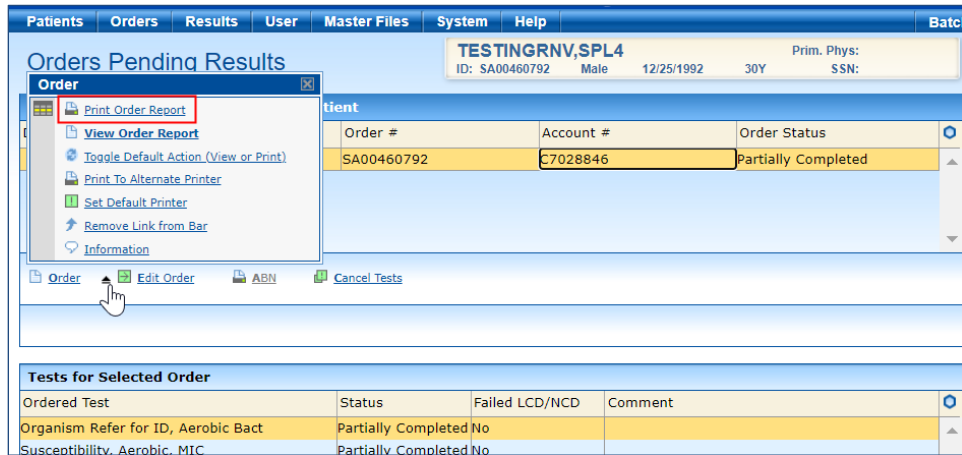 Patients Orders Results User Master Files System Help Batc
Orders Pending Results
TESTINGRNV,SPL4 Prim. Phys:
ID: SA00460792 Male 12/25/1992 30Y SSN:
Order
tient
Print Order Report
View Order Report
Toggle Default Action (View or Print)
Print To Alternate Printer
Set Default Printer
Remove Link from Bar
Information
Order # Account # Order Status
SA00460792 C7028846 Partially Completed
Order Edit Order ABN Cancel Tests
Tests for Selected Order
Ordered Test Status Failed LCD/NCD Comment
Organism Refer for ID, Aerobic Bact Partially Completed No
Susceptibility, Aerobic, MIC Partially Completed No